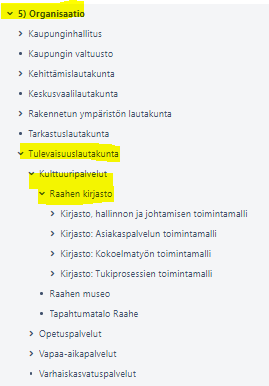 5) Organisaatio
Kaupunginhallitus
Kaupungin valtuusto
Kehittämislautakunta
Keskusvaalilautakunta
Rakennetun ympäristön lautakunta
Tarkastuslautakunta
Tulevaisuuslautakunta
Kulttuuripalvelut
Raahen kirjasto
Kirjasto, hallinnon ja johtamisen toimintamalli
Kirjasto: Asiakaspalvelun toimintamalli
Kirjasto: Kokoelmatyön toimintamalli
Kirjasto: Tukiprosessien toimintamalli
Raahen museo
Tapahtumatalo Raahe
Opetuspalvelut
Vapaa-aikapalvelut
Varhaiskasvatuspalvelut